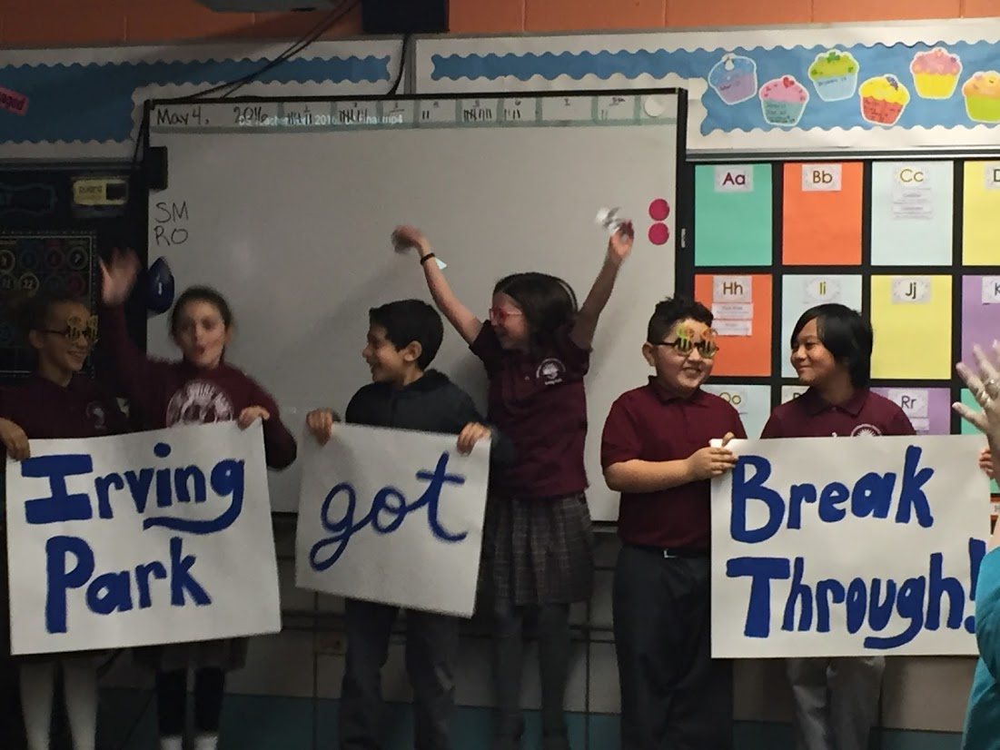 May 4, 2016
SM
RO
Aa
Bb
Cc
Hh
Ii
Jj
Rr
Irving
Park
got
Break
Through!